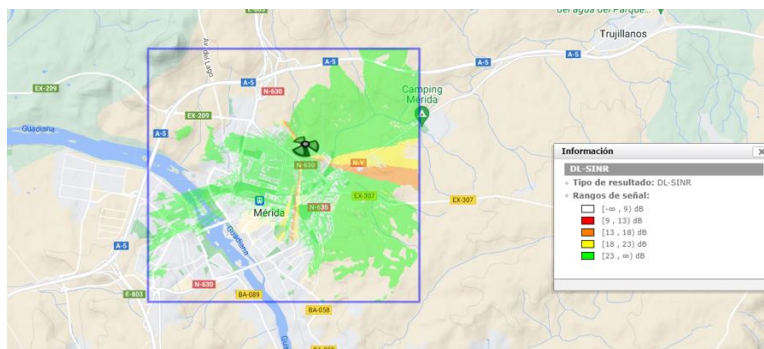 del agua del Parque...
Trujillanos
E-803
A-5
Av del Lago
A-5
A-5
A-5
EX-209
N-630
Camping
Mérida
EX-209
Guadiana
A-5
N-630
N-V
EX-307
EX-307
Mérida
N-630
Guadiana
A-5
N-630
E-803
BA-089
BA-058
Información
DL-SINR
Tipo de resultado: DL-SINR
Rangos de señal:
[-∞ , 9) dB
[9 , 13) dB
[13 , 18) dB
[18 , 23) dB
[23 , ∞) dB